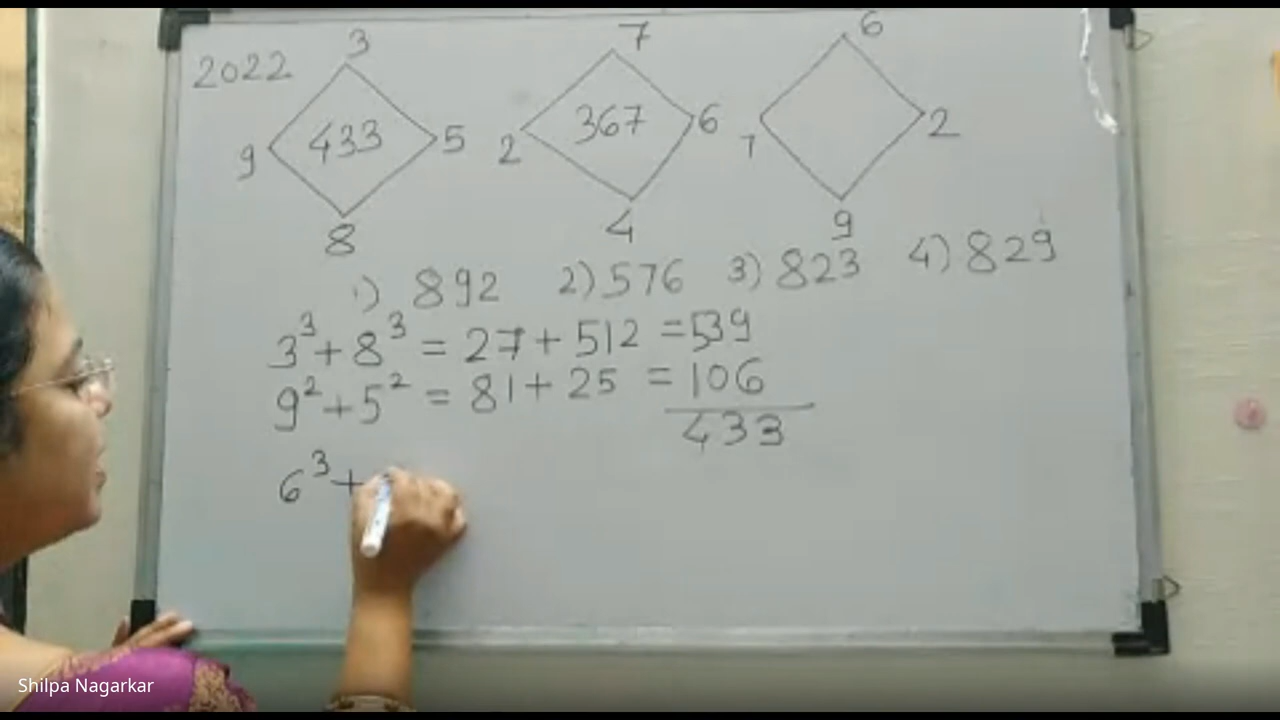 2022
3
9 433 5
8
7
2 367 6
4
6
1 2
9
1) 892 2) 576 3) 823 4) 829
3³ + 8³ = 27 + 512 = 539
9² + 5² = 81 + 25 = 106
433
6³ +
Shilpa Nagarkar